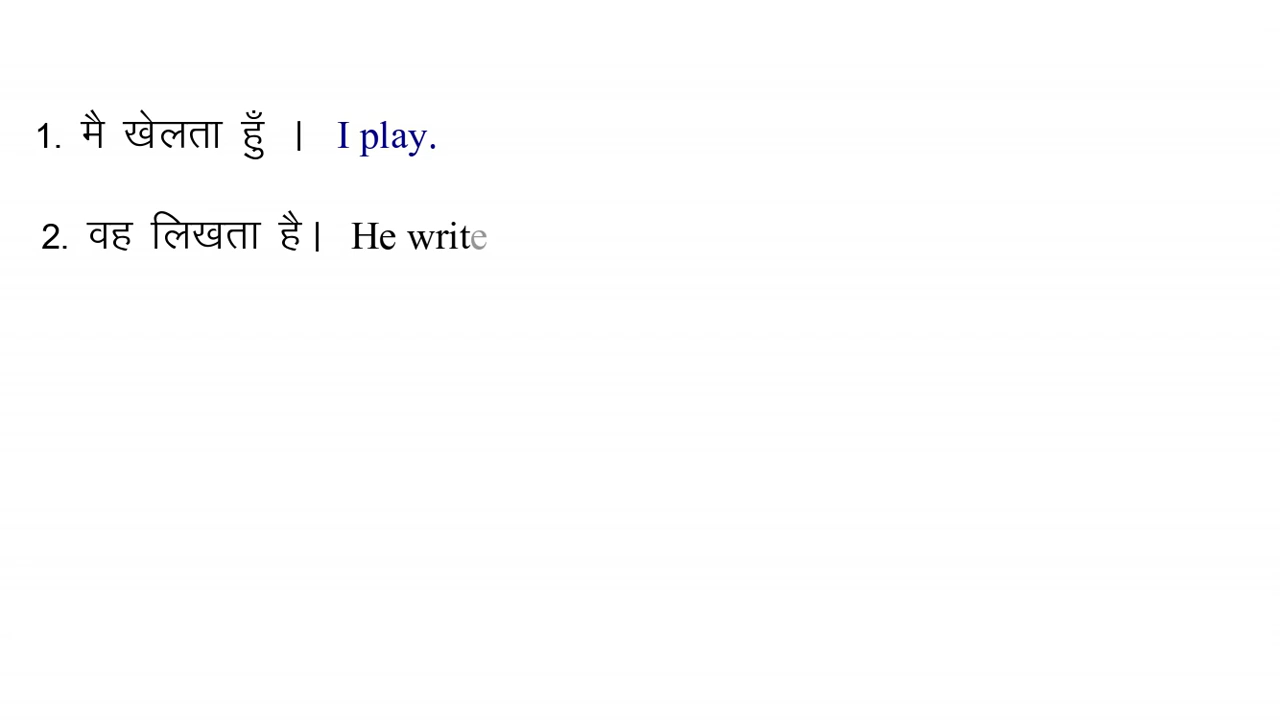 1. मै खेलता हुँ | I play.
2. वह लिखता है| He write